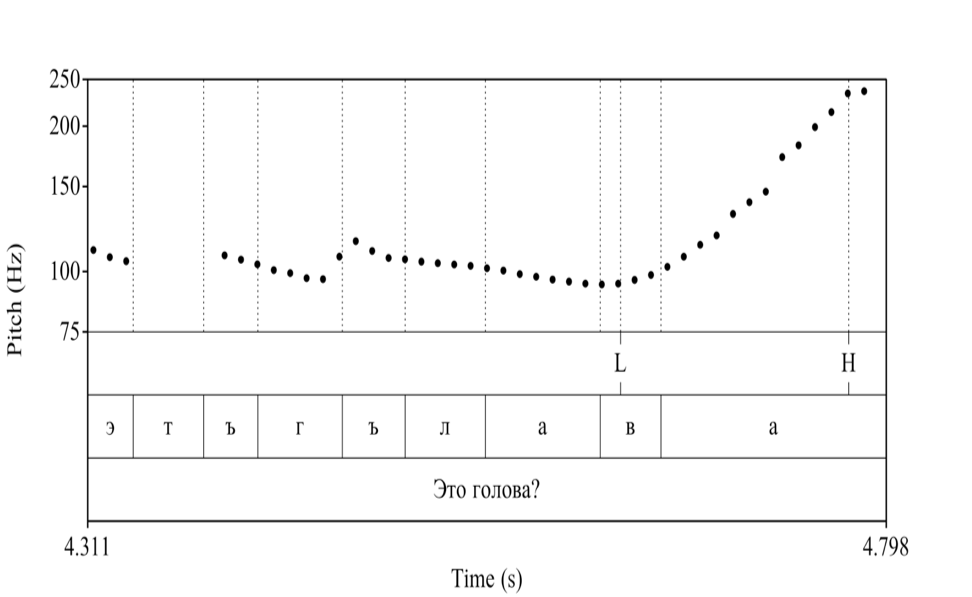 250
200
150
100
75
Pitch (Hz)
L H
э т ъ г ъ л а в а
Это голова?
4.311 4.798
Time (s)